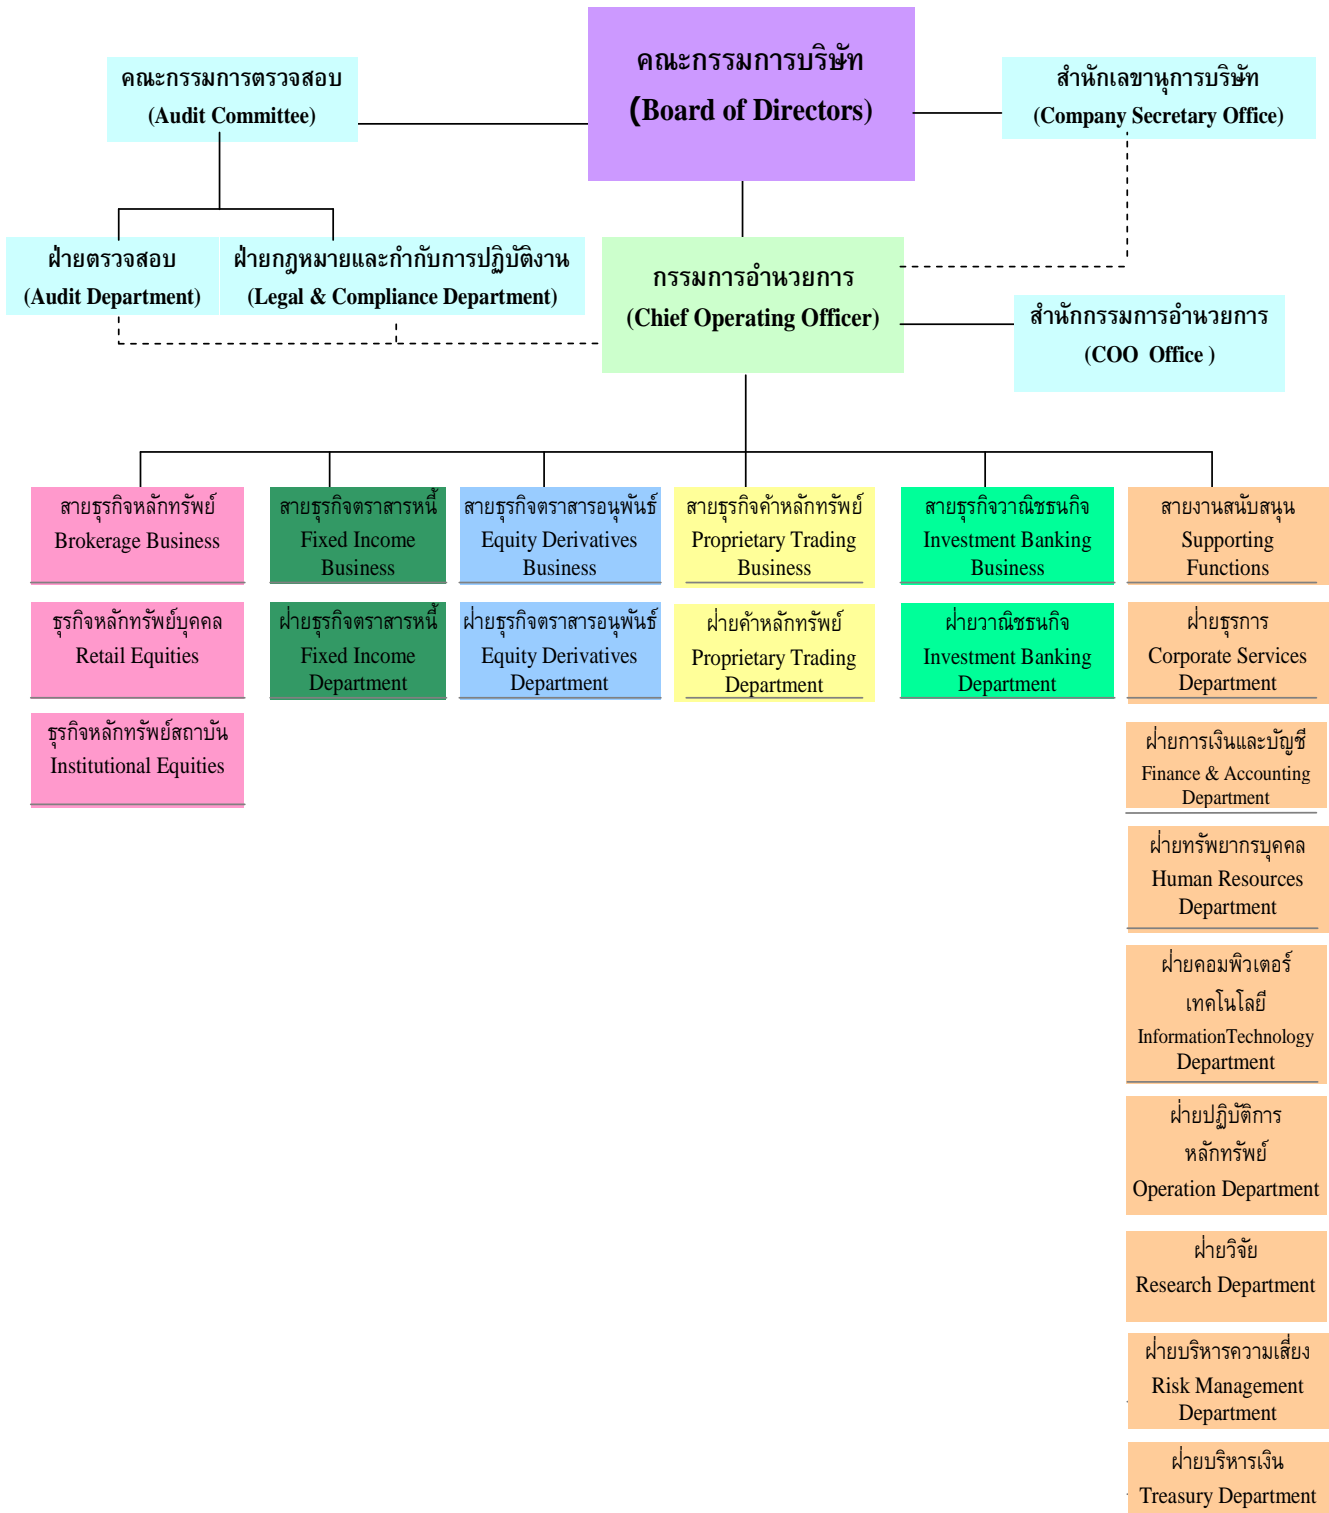 คณะกรรมการบริษัท
(Board of Directors)
คณะกรรมการตรวจสอบ
(Audit Committee)
สำนักเลขานุการบริษัท
(Company Secretary Office)
ฝ่ายตรวจสอบ
(Audit Department)
ฝ่ายกฎหมายและกำกับการปฏิบัติงาน
(Legal & Compliance Department)
กรรมการอำนวยการ
(Chief Operating Officer)
สำนักกรรมการอำนวยการ
(COO Office )
สายธุรกิจหลักทรัพย์
Brokerage Business
สายธุรกิจตราสารหนี้
Fixed Income
Business
สายธุรกิจตราสารอนุพันธ์
Equity Derivatives
Business
สายธุรกิจค้าหลักทรัพย์
Proprietary Trading
Business
สายธุรกิจวาณิชธนกิจ
Investment Banking
Business
สายงานสนับสนุน
Supporting
Functions
ธุรกิจหลักทรัพย์บุคคล
Retail Equities
ฝ่ายธุรกิจตราสารหนี้
Fixed Income
Department
ฝ่ายธุรกิจตราสารอนุพันธ์
Equity Derivatives
Department
ฝ่ายค้าหลักทรัพย์
Proprietary Trading
Department
ฝ่ายวาณิชธนกิจ
Investment Banking
Department
ฝ่ายธุรการ
Corporate Services
Department
ธุรกิจหลักทรัพย์สถาบัน
Institutional Equities
ฝ่ายการเงินและบัญชี
Finance & Accounting
Department
ฝ่ายทรัพยากรบุคคล
Human Resources
Department
ฝ่ายคอมพิวเตอร์
เทคโนโลยี
InformationTechnology
Department
ฝ่ายปฏิบัติการ
หลักทรัพย์
Operation Department
ฝ่ายวิจัย
Research Department
ฝ่ายบริหารความเสี่ยง
Risk Management
Department
ฝ่ายบริหารเงิน
Treasury Department